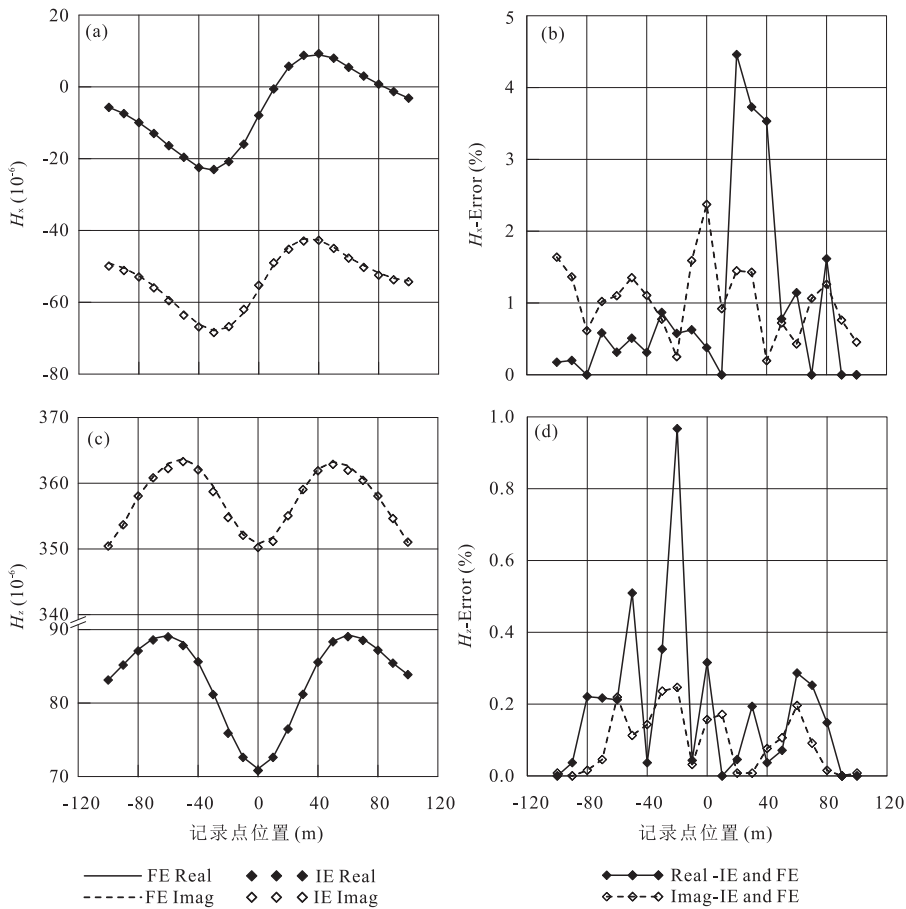 (a)
20
0
-20
-40
-60
-80
Hx (10-6)
(b)
5
4
3
2
1
0
Hx-Error (%)
(c)
370
360
350
340
90
80
70
Hz (10-6)
-120 -80 -40 0 40 80 120
记录点位置 (m)
(d)
1.0
0.8
0.6
0.4
0.2
0.0
Hz-Error (%)
-120 -80 -40 0 40 80 120
记录点位置 (m)
FE Real
IE Real
FE Imag
IE Imag
Real -IE and FE
Imag-IE and FE